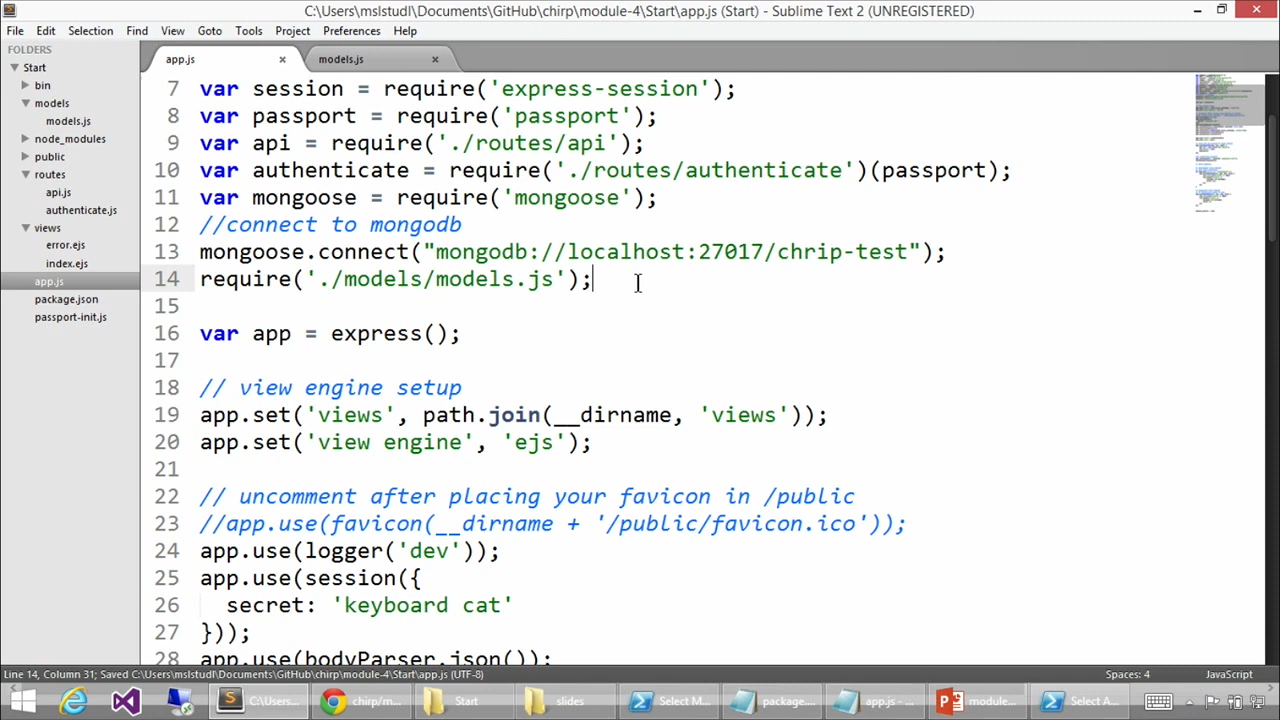 C:\Users\mslstudl\Documents\GitHub\chirp\module-4\Start\app.js (Start) - Sublime Text 2 (UNREGISTERED)
File Edit Selection Find View Goto Tools Project Preferences Help
FOLDERS
Start
bin
models
models.js
node_modules
public
routes
api.js
authenticate.js
views
error.ejs
index.ejs
app.js
package.json
passport-init.js
app.js models.js
7 var session = require('express-session');
8 var passport = require('passport');
9 var api = require('./routes/api');
10 var authenticate = require('./routes/authenticate')(passport);
11 var mongoose = require('mongoose');
12 //connect to mongodb
13 mongoose.connect("mongodb://localhost:27017/chrip-test");
14 require('./models/models.js');
15
16 var app = express();
17
18 // view engine setup
19 app.set('views', path.join(__dirname, 'views'));
20 app.set('view engine', 'ejs');
21
22 // uncomment after placing your favicon in /public
23 //app.use(favicon(__dirname + '/public/favicon.ico'));
24 app.use(logger('dev'));
25 app.use(session({
26 secret: 'keyboard cat'
27 }));
28 app.use(bodyParser.json());
Line 14, Column 31; Saved C:\Users\mslstudl\Documents\GitHub\chirp\module-4\Start\app.js (UTF-8) Spaces: 4 JavaScript
C:\Users... chirp/m... Start slides Select M... package.... app.js - ... module... Select A...